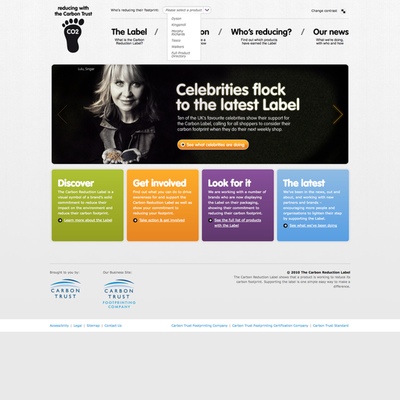 reducing with
the Carbon Trust
CO2
Who's reducing their footprint:
Please select a product
Dyson
Kingsmill
Morphy
Richards
Tesco
Walkers
Full Product
directory
Change contrast
The Label
What is the Carbon
Reduction Label?
Who's reducing?
Find out which products
have earned the Label
Our news
What we're doing,
with who and how
Lulu, Singer
Celebrities flock
to the latest Label
Ten of the UK's favourite celebrities show their support for
the Carbon Label, calling for all shoppers to consider their
carbon footprint when they do their next weekly shop.
See what celebrities are doing
Discover
The Carbon Reduction Label is a
visual symbol of a brand's solid
commitment to reduce their
impact on the environment and
reduce their carbon footprint.
Learn more about the Label
Get involved
Find out what you can do to drive
awareness for and support the
Carbon Reduction Label as well as
show your commitment to
reducing your footprint
Take action & get involved
Look for it
We are working with a number of
brands who are now displaying
the Label on their packaging,
showing their commitment to
reducing their carbon footprint.
See the full list of products
with the Label
The latest
We've been in the news, out and
about, and working with new
partners and brands -
encouraging more people and
organisations to lighten their step
by supporting the Label.
See what we've been doing
Brought to you by:
CARBON
TRUST
Our Business Site:
CARBON
TRUST
FOOTPRINTING
COMPANY
© 2010 The Carbon Reduction Label
The Carbon Reduction Label shows that a product is working to reduce its
carbon footprint. Supporting the label is one simple easy way to make a
difference.
Accessibility | Legal | Sitemap | Contact Us
Carbon Trust Footprinting Company | Carbon Trust Footprinting Certification Company | Carbon Trust Standard